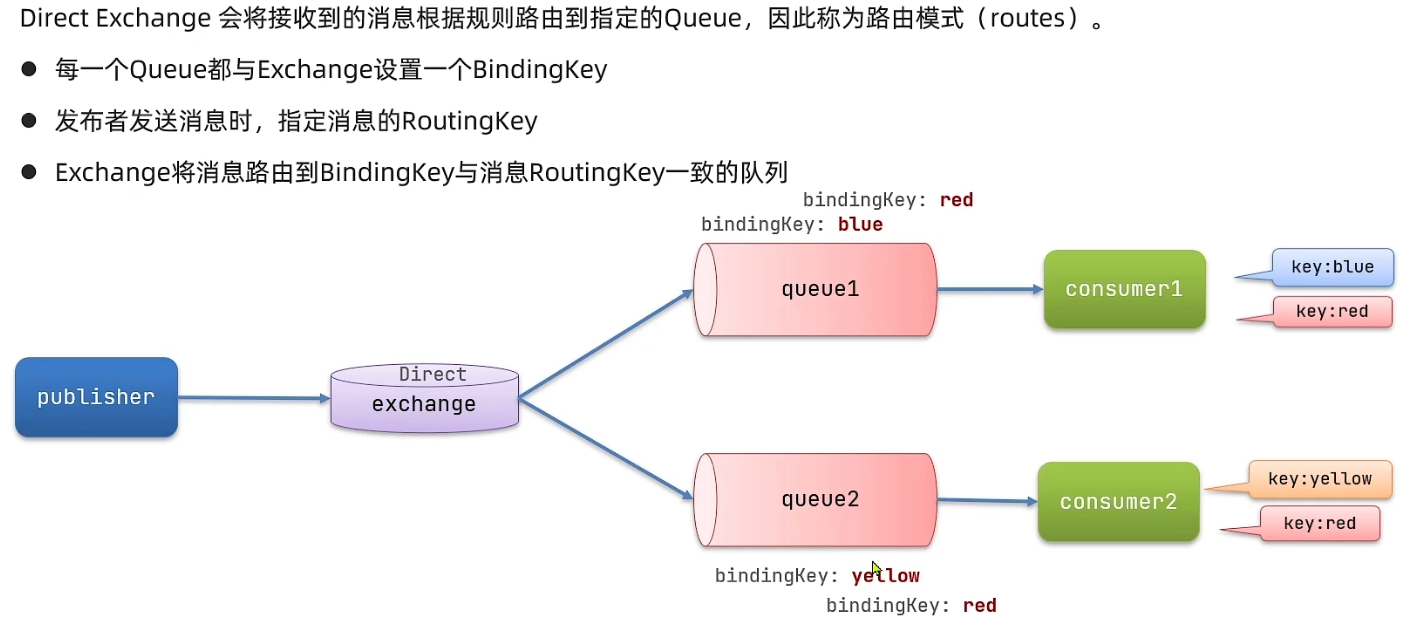 Direct Exchange 会将接收到的消息根据规则路由到指定的Queue，因此称为路由模式（routes）。
● 每一个Queue都与Exchange设置一个BindingKey
● 发布者发送消息时，指定消息的RoutingKey
● Exchange将消息路由到BindingKey与消息RoutingKey一致的队列
bindingKey: red
bindingKey: blue
queue1
consumer1
key:blue
key:red
publisher
Direct
exchange
queue2
consumer2
key:yellow
key:red
bindingKey: yellow
bindingKey: red